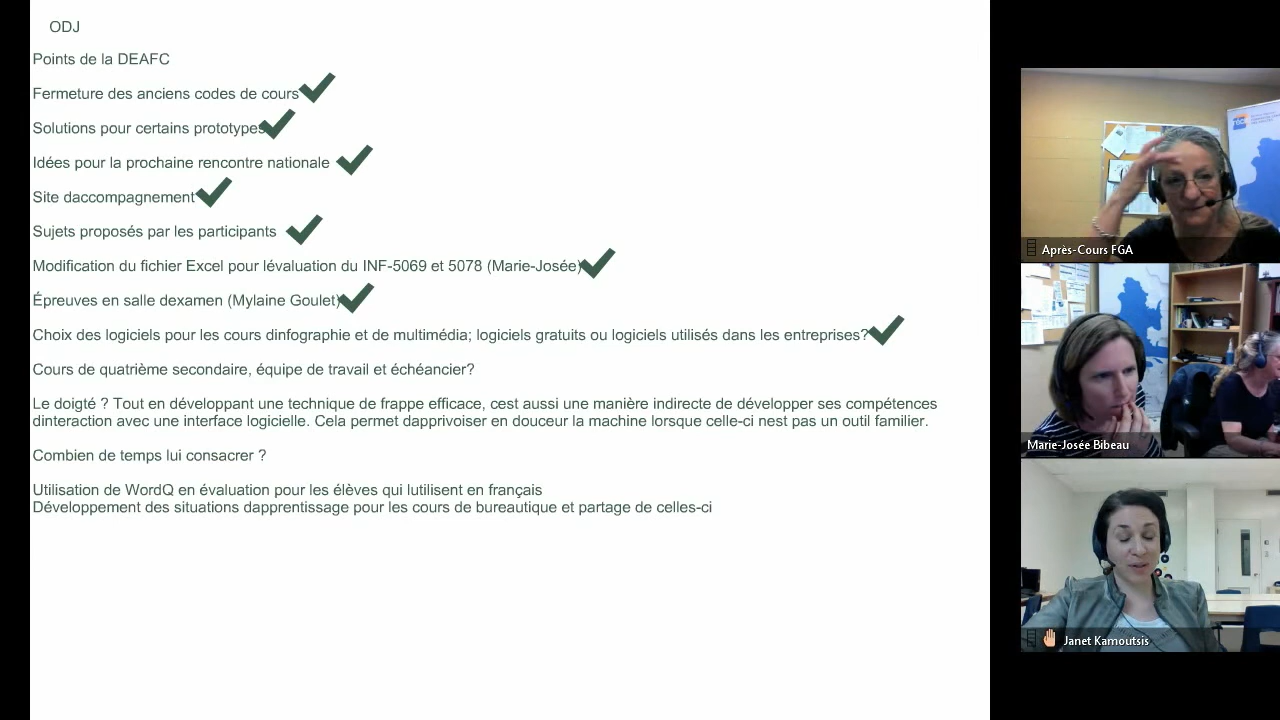 ODJ
Points de la DEAFC
Fermeture des anciens codes de cours
Solutions pour certains prototypes
Idées pour la prochaine rencontre nationale
Site daccompagnement
Sujets proposés par les participants
Modification du fichier Excel pour lévaluation du INF-5069 et 5078 (Marie-Josée)
Épreuves en salle dexamen (Mylaine Goulet)
Choix des logiciels pour les cours dinfographie et de multimédia; logiciels gratuits ou logiciels utilisés dans les entreprises?
Cours de quatrième secondaire, équipe de travail et échéancier?
Le doigté ? Tout en développant une technique de frappe efficace, cest aussi une manière indirecte de développer ses compétences
dinteraction avec une interface logicielle. Cela permet dapprivoiser en douceur la machine lorsque celle-ci nest pas un outil familier.
Combien de temps lui consacrer ?
Utilisation de WordQ en évaluation pour les élèves qui lutilisent en français
Développement des situations dapprentissage pour les cours de bureautique et partage de celles-ci
Après-Cours FGA
Marie-Josée Bibeau
Janet Kamoutsis